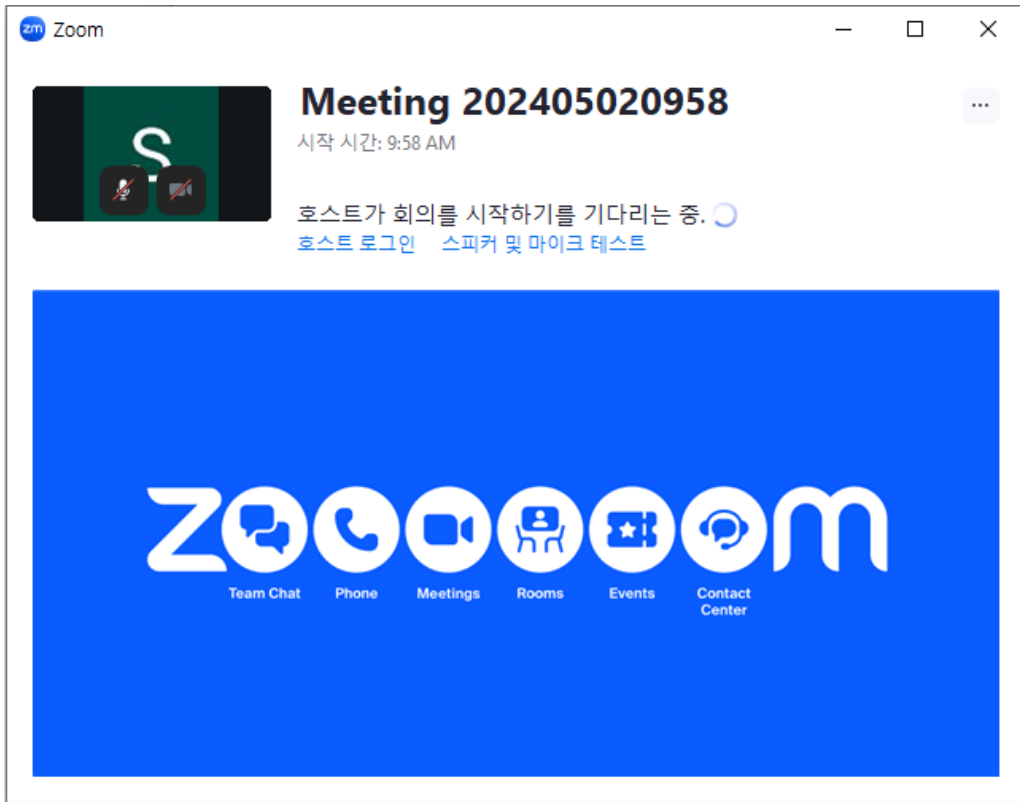 zm Zoom
S
Meeting 202405020958
시작 시간: 9:58 AM
호스트가 회의를 시작하기를 기다리는 중.
호스트 로그인 스피커 및 마이크 테스트
zoooooom
Team Chat Phone Meetings Rooms Events Contact Center